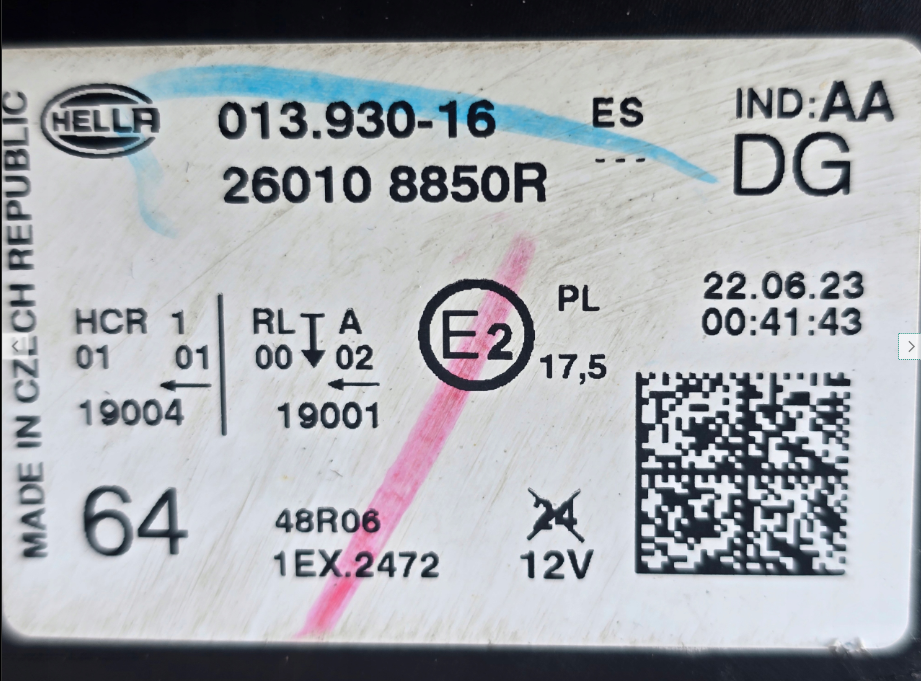 MADE IN CZECH REPUBLIC
HELLA
013.930-16
ES
IND:AA
26010 8850R
---
DG
22.06.23
00:41:43
HCR 1
01 01
19004
RL A
00 02
19001
E2
PL
17,5
64
48R06
1EX.2472
24
12V